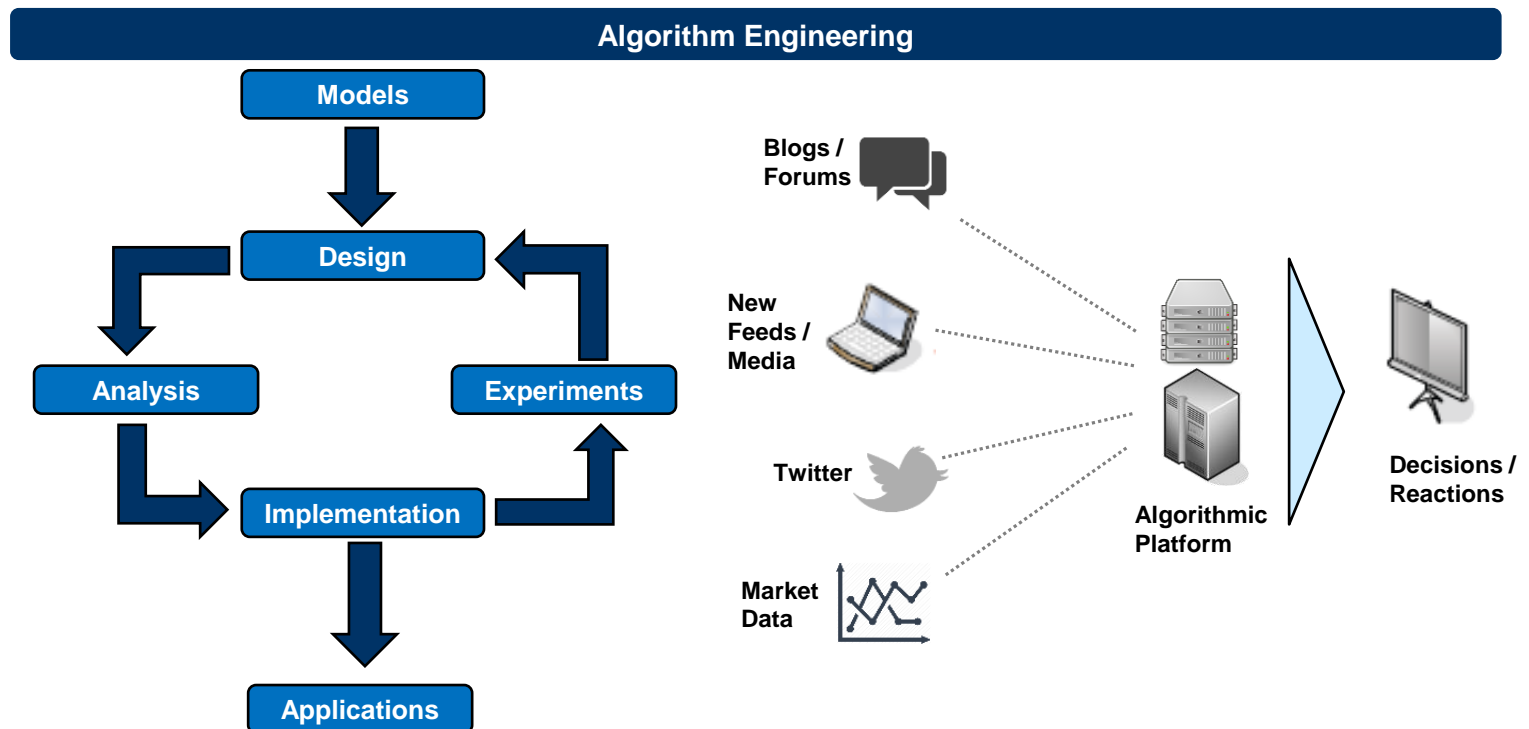 Algorithm Engineering
Models
Design
Analysis
Experiments
Implementation
Applications
Blogs /
Forums
New
Feeds /
Media
Twitter
Market
Data
Algorithmic
Platform
Decisions /
Reactions